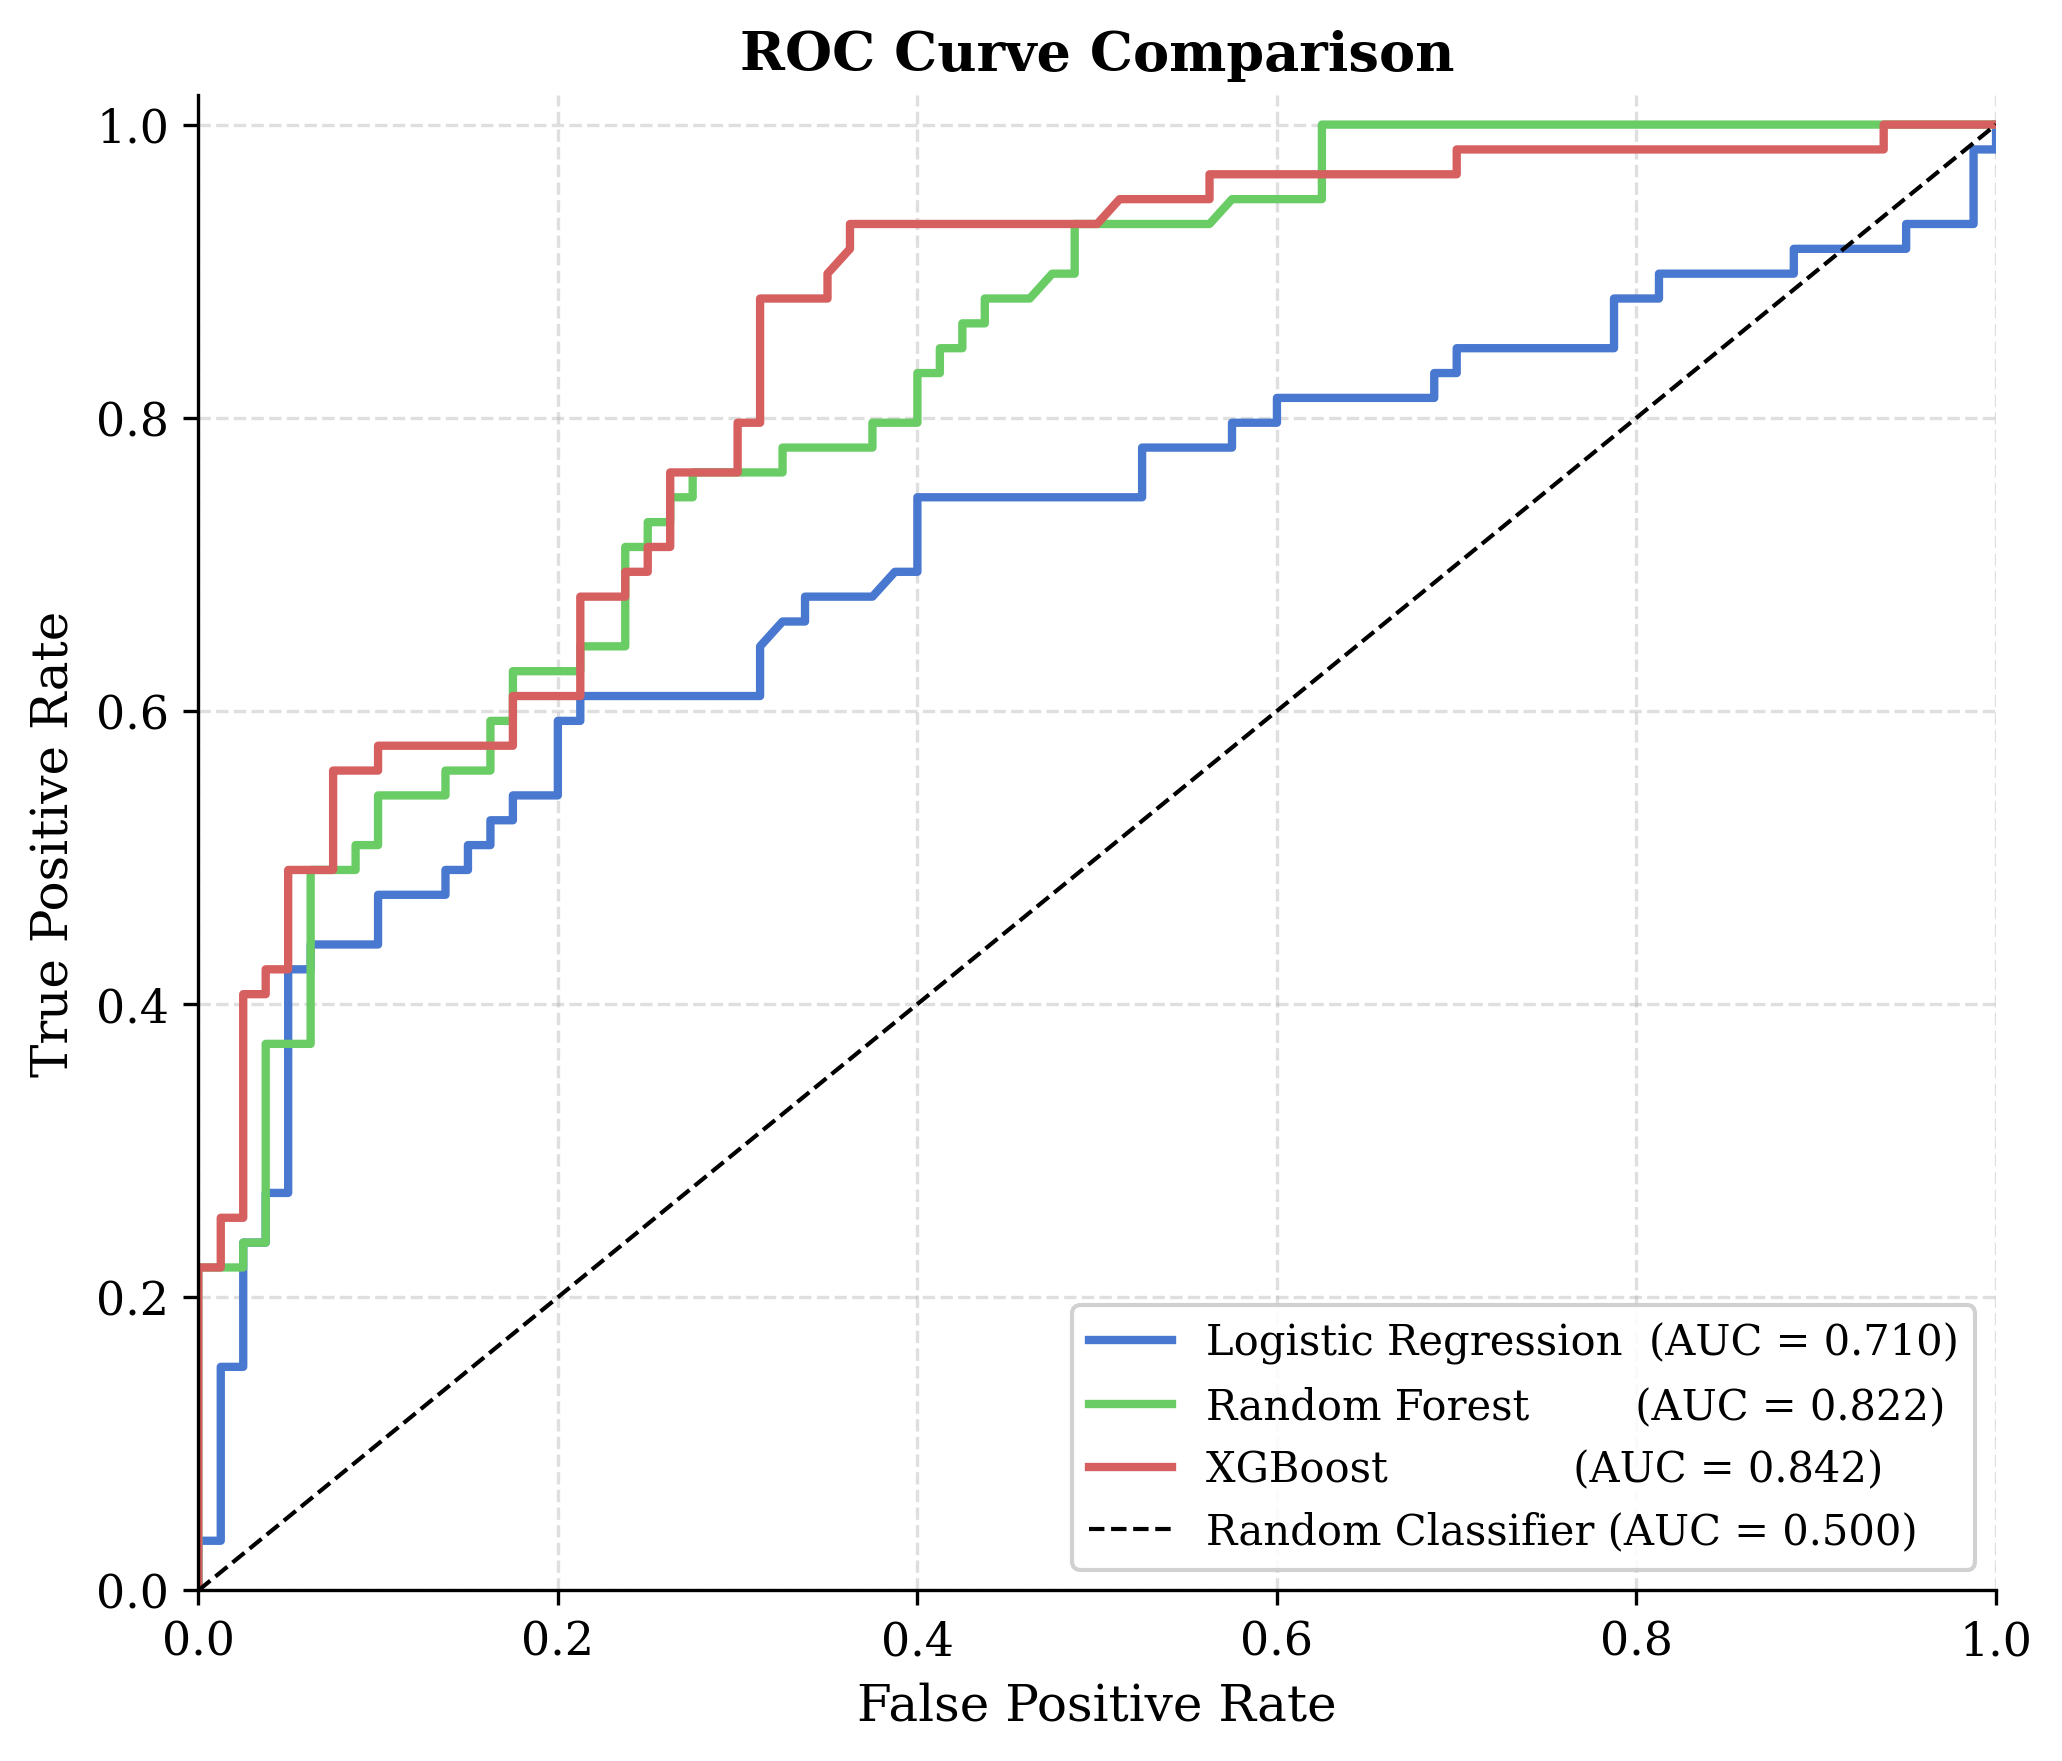 ROC Curve Comparison
True Positive Rate
1.0
0.8
0.6
0.4
0.2
0.0
Logistic Regression (AUC = 0.710)
Random Forest (AUC = 0.822)
XGBoost (AUC = 0.842)
Random Classifier (AUC = 0.500)
0.0 0.2 0.4 0.6 0.8 1.0
False Positive Rate